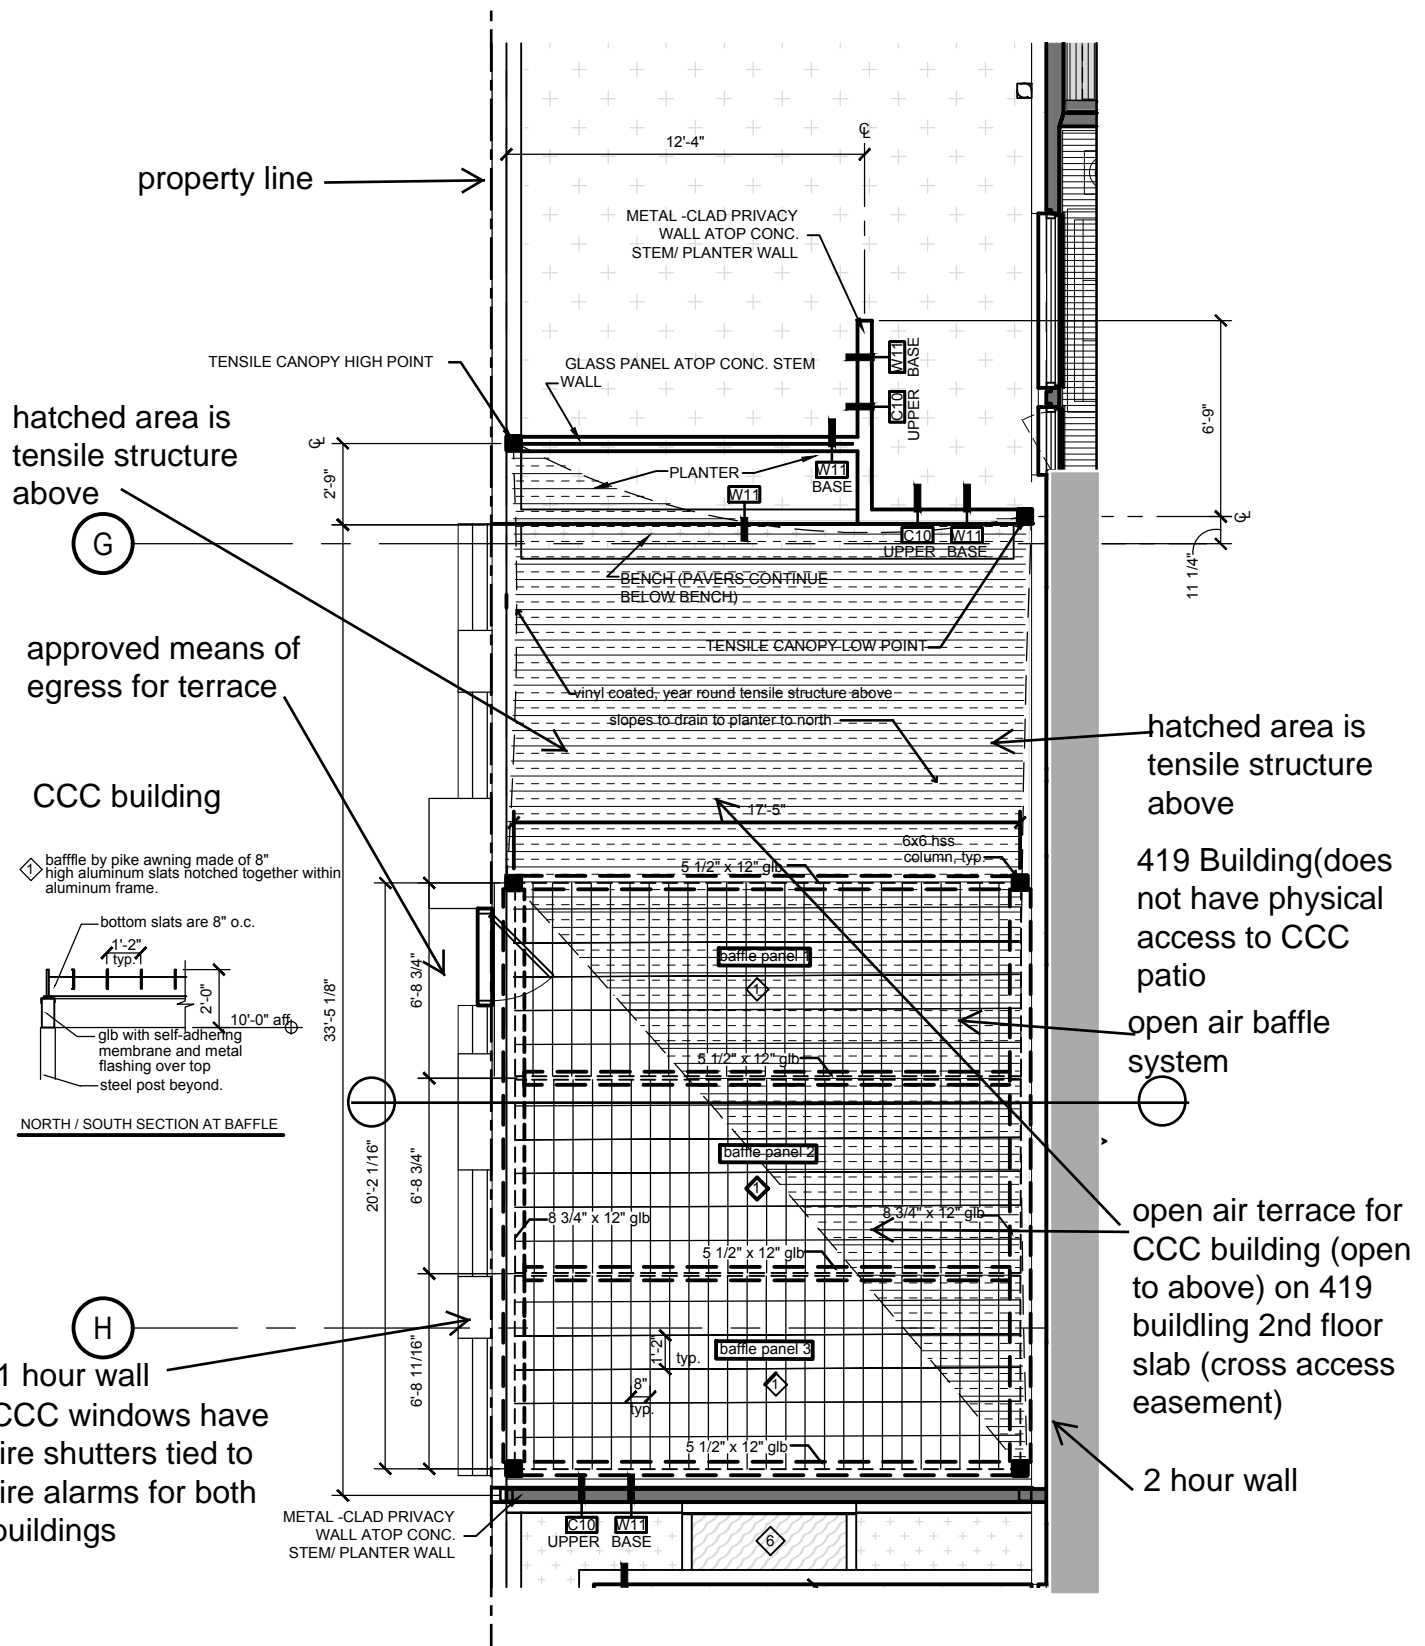 12'-4"
℄
property line
METAL -CLAD PRIVACY
WALL ATOP CONC.
STEM/ PLANTER WALL
TENSILE CANOPY HIGH POINT
GLASS PANEL ATOP CONC. STEM
WALL
W11
BASE
C10
UPPER
6'-9"
hatched area is
tensile structure
above
℄
2'-9"
PLANTER
W11
BASE
W11
G
C10
UPPER
W11
BASE
℄
11 1/4"
BENCH (PAVERS CONTINUE
BELOW BENCH)
approved means of
egress for terrace
TENSILE CANOPY LOW POINT
vinyl coated, year round tensile structure above
slopes to drain to planter to north
hatched area is
tensile structure
above
CCC building
17'-5"
6x6 hss
column, typ.
5 1/2" x 12" glb
1
bafffle by pike awning made of 8"
high aluminum slats notched together within
aluminum frame.
bottom slats are 8" o.c.
1'-2"
typ.
2'-0"
10'-0" aff
glb with self-adhering
membrane and metal
flashing over top
steel post beyond.
NORTH / SOUTH SECTION AT BAFFLE
33'-5 1/8"
6'-8 3/4"
baffle panel 1
1
419 Building(does
not have physical
access to CCC
patio
open air baffle
system
5 1/2" x 12" glb
20'-2 1/16"
6'-8 3/4"
baffle panel 2
1
8 3/4" x 12" glb
8 3/4" x 12" glb
5 1/2" x 12" glb
open air terrace for
CCC building (open
to above) on 419
buildling 2nd floor
slab (cross access
easement)
H
6'-8 11/16"
1'-2"
typ.
baffle panel 3
1
8"
typ.
1 hour wall
CCC windows have
ire shutters tied to
ire alarms for both
buildings
5 1/2" x 12" glb
2 hour wall
METAL -CLAD PRIVACY
WALL ATOP CONC.
STEM/ PLANTER WALL
C10
UPPER
W11
BASE
6